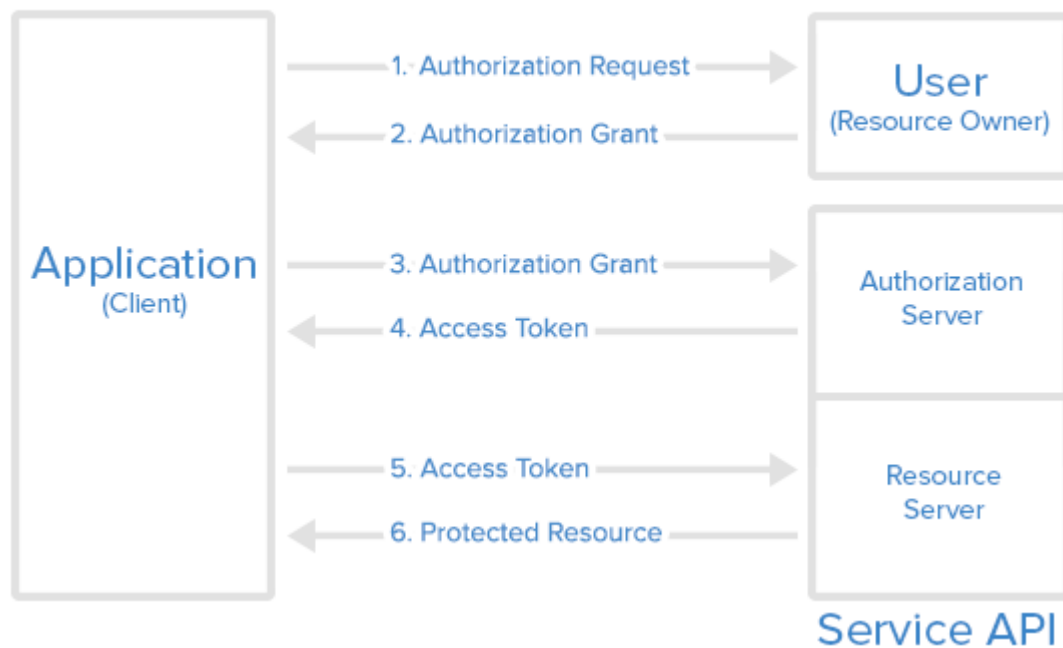 1. Authorization Request
User
(Resource Owner)
2. Authorization Grant
Application
(Client)
3. Authorization Grant
Authorization
Server
4. Access Token
5. Access Token
Resource
Server
6. Protected Resource
Service API